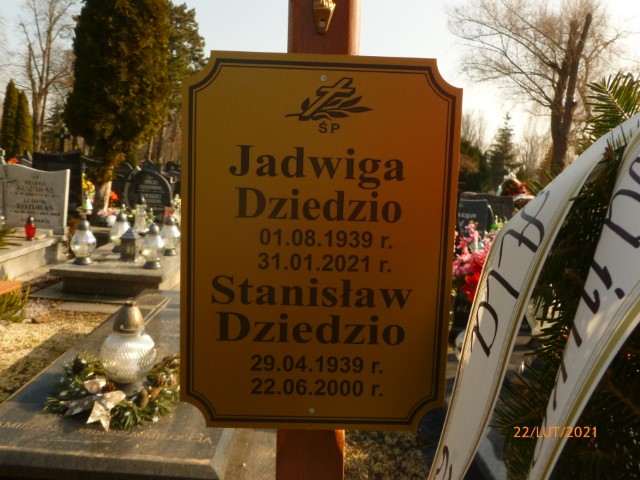 ŚP
Jadwiga
Dziedzio
01.08.1939 r.
31.01.2021 r.
Stanisław
Dziedzio
29.04.1939 r.
22.06.2000 r.
22/LUT/2021